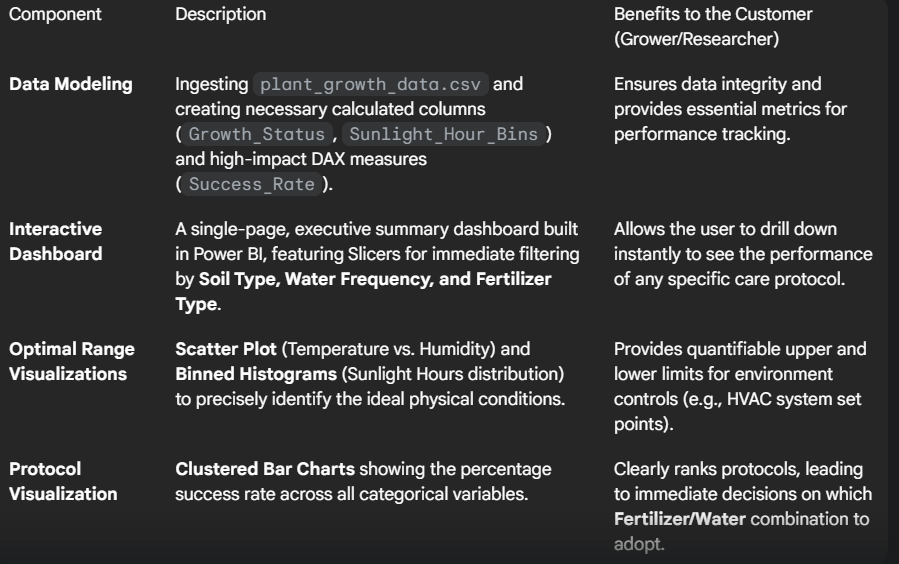 Component
Description
Benefits to the Customer
(Grower/Researcher)
Data Modeling
Ingesting plant_growth_data.csv and
creating necessary calculated columns
( Growth_Status , Sunlight_Hour_Bins )
and high-impact DAX measures
( Success_Rate ).
Ensures data integrity and
provides essential metrics for
performance tracking.
Interactive
Dashboard
A single-page, executive summary dashboard built
in Power BI, featuring Slicers for immediate filtering
by Soil Type, Water Frequency, and Fertilizer
Type.
Allows the user to drill down
instantly to see the performance
of any specific care protocol.
Optimal Range
Visualizations
Scatter Plot (Temperature vs. Humidity) and
Binned Histograms (Sunlight Hours distribution)
to precisely identify the ideal physical conditions.
Provides quantifiable upper and
lower limits for environment
controls (e.g., HVAC system set
points).
Protocol
Visualization
Clustered Bar Charts showing the percentage
success rate across all categorical variables.
Clearly ranks protocols, leading
to immediate decisions on which
Fertilizer/Water combination to
adopt.